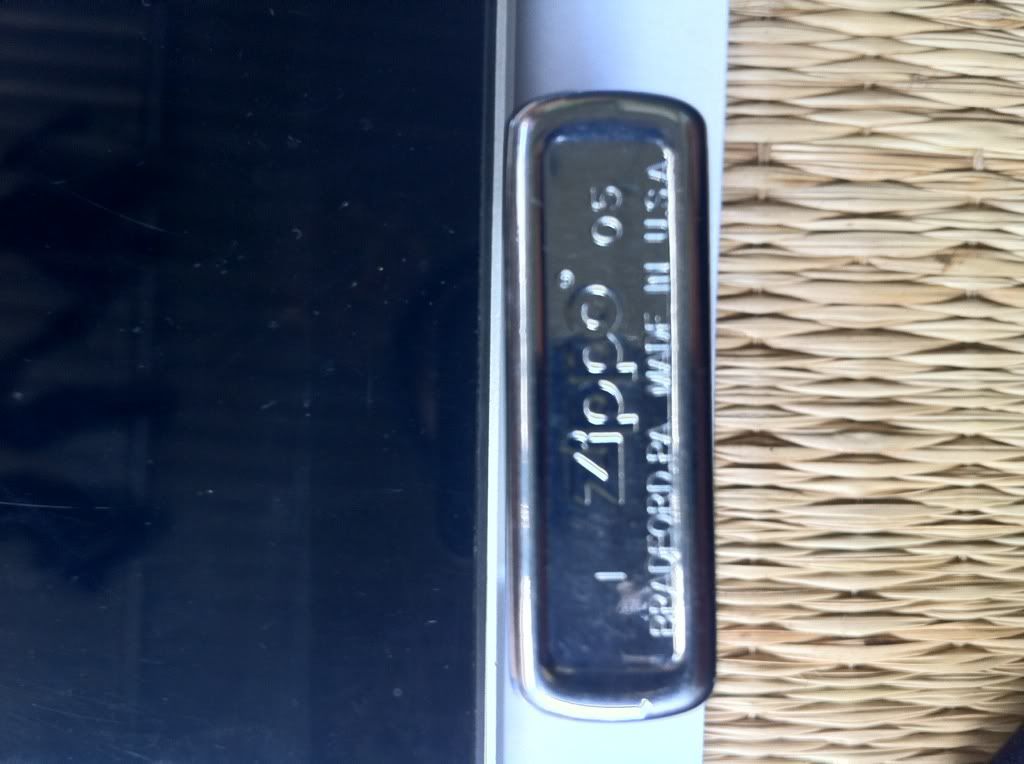 I Zippo® 05
BRADFORD, PA. MADE IN U.S.A.